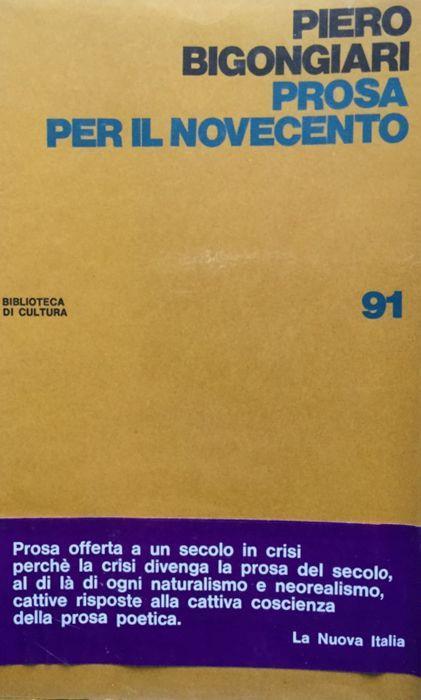 PIERO
BIGONGIARI
PROSA
PER IL NOVECENTO
BIBLIOTECA
DI CULTURA
91
Prosa offerta a un secolo in crisi
perchè la crisi divenga la prosa del secolo,
al di là di ogni naturalismo e neorealismo,
cattive risposte alla cattiva coscienza
della prosa poetica.
La Nuova Italia